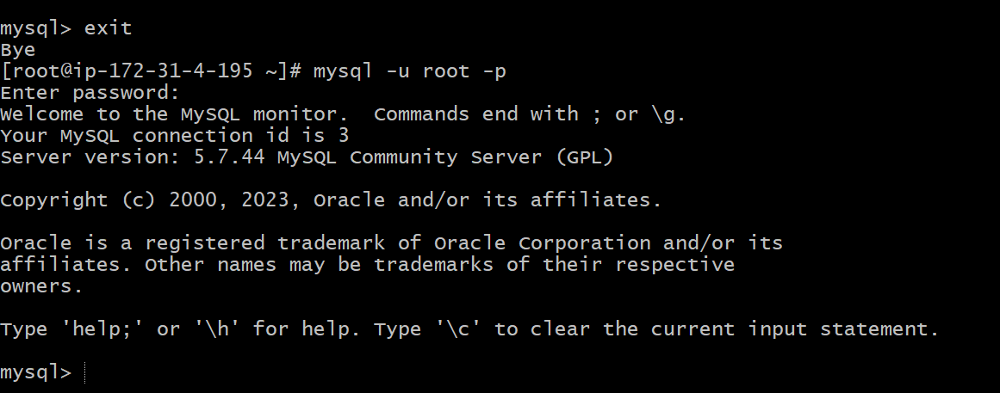 mysql> exit
Bye
[root@ip-172-31-4-195 ~]# mysql -u root -p
Enter password:
Welcome to the MySQL monitor.  Commands end with ; or \g.
Your MySQL connection id is 3
Server version: 5.7.44 MySQL Community Server (GPL)
Copyright (c) 2000, 2023, Oracle and/or its affiliates.
Oracle is a registered trademark of Oracle Corporation and/or its
affiliates. Other names may be trademarks of their respective
owners.
Type 'help;' or '\h' for help. Type '\c' to clear the current input statement.
mysql>